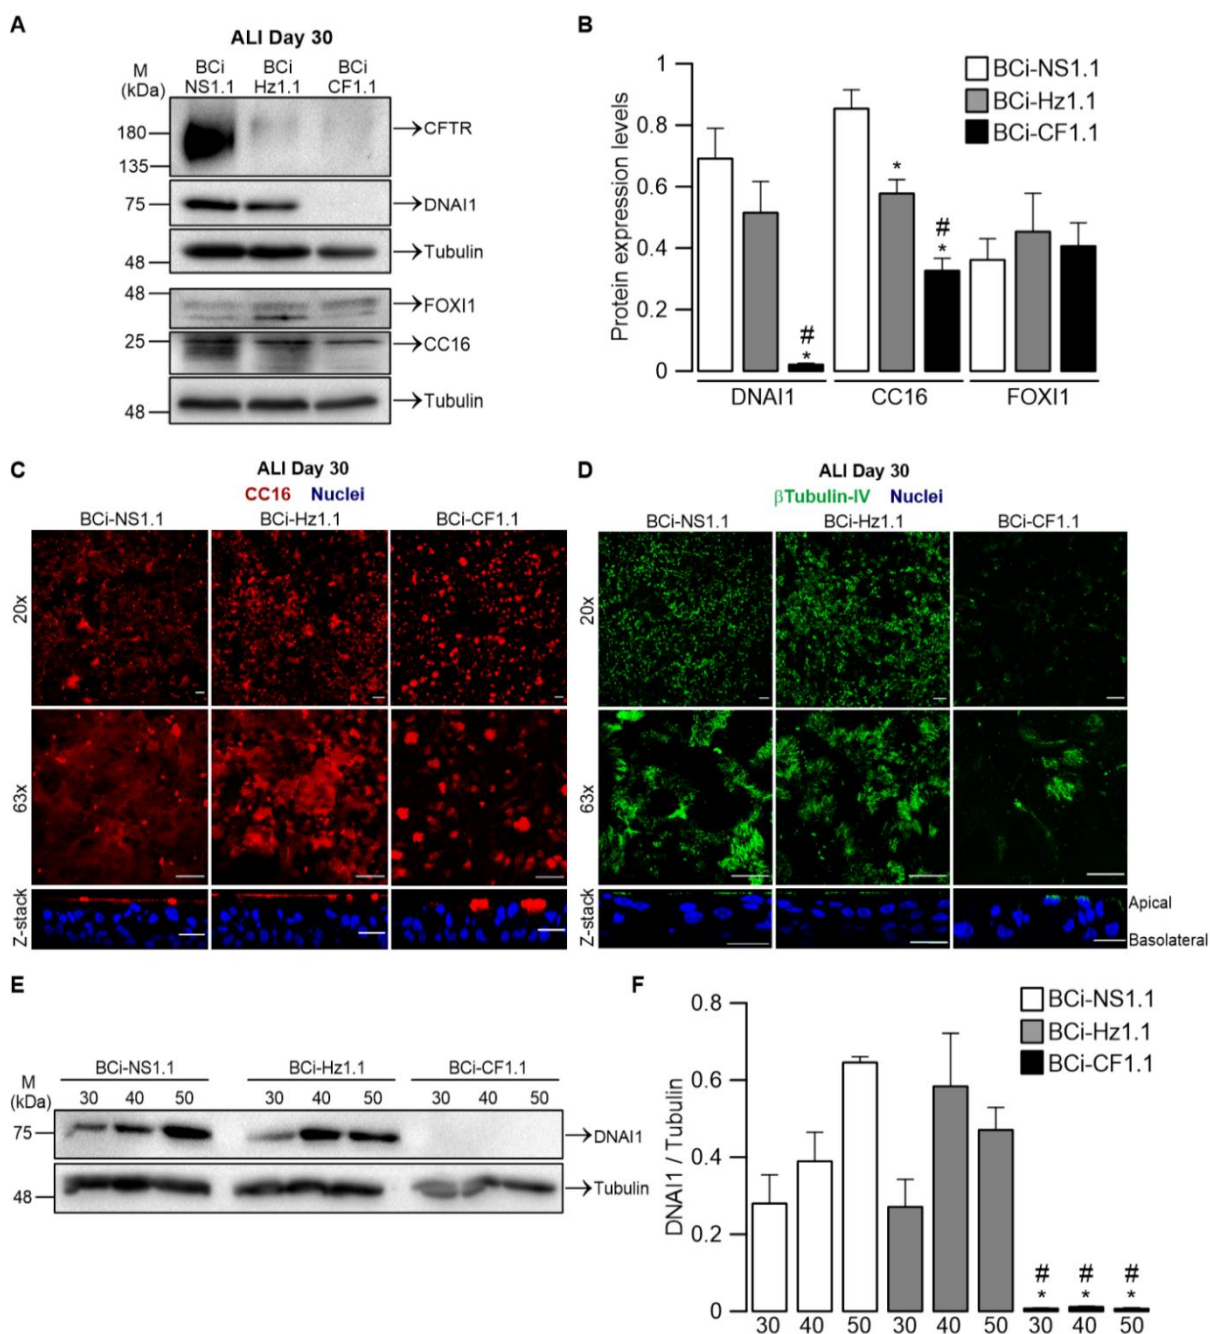 A
ALI Day 30
M
(kDa)
BCi
NS1.1
BCi
Hz1.1
BCi
CF1.1
180
135
CFTR
75
DNAI1
48
Tubulin
48
FOXI1
25
CC16
48
Tubulin
B
Protein expression levels
1
0.8
0.6
0.4
0.2
0
BCi-NS1.1
BCi-Hz1.1
BCi-CF1.1
#
*
*
#
*
DNAI1 CC16 FOXI1
C
ALI Day 30
CC16 Nuclei
BCi-NS1.1 BCi-Hz1.1 BCi-CF1.1
20x
63x
Z-stack
D
ALI Day 30
βTubulin-IV Nuclei
BCi-NS1.1 BCi-Hz1.1 BCi-CF1.1
20x
63x
Z-stack
Apical
Basolateral
E
BCi-NS1.1 BCi-Hz1.1 BCi-CF1.1
M
(kDa)
30 40 50 30 40 50 30 40 50
75
DNAI1
48
Tubulin
F
DNAI1 / Tubulin
0.8
0.6
0.4
0.2
0
BCi-NS1.1
BCi-Hz1.1
BCi-CF1.1
# # #
* * *
30 40 50 30 40 50 30 40 50